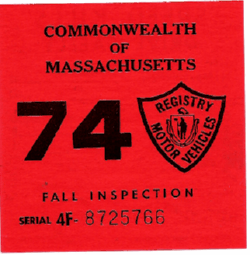 COMMONWEALTH
OF
MASSACHUSETTS
74
REGISTRY
MOTOR VEHICLES
FALL INSPECTION
SERIAL 4F- 8725766